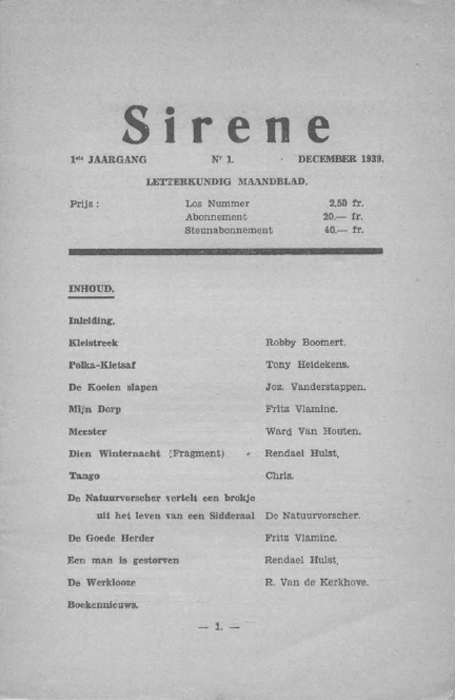 Sirene
1ste JAARGANG Nr 1. DECEMBER 1939.
LETTERKUNDIG MAANDBLAD.
Prijs : Los Nummer 2,50 fr.
Abonnement 20.— fr.
Steunabonnement 40.— fr.
INHOUD.
Inleiding.
Kleistreek Robby Boomert.
Polka-Kletsaf Tony Heidekens.
De Koeien slapen Joz. Vanderstappen.
Mijn Dorp Fritz Vlaminc.
Meester Ward Van Houten.
Dien Winternacht (Fragment) Rendael Hulst.
Tango Chris.
De Natuurvorscher vertelt een brokje
uit het leven van een Sidderaal De Natuurvorscher.
De Goede Herder Fritz Vlaminc.
Een man is gestorven Rendael Hulst.
De Werklooze R. Van de Kerkhove.
Boekennieuws.
— 1. —